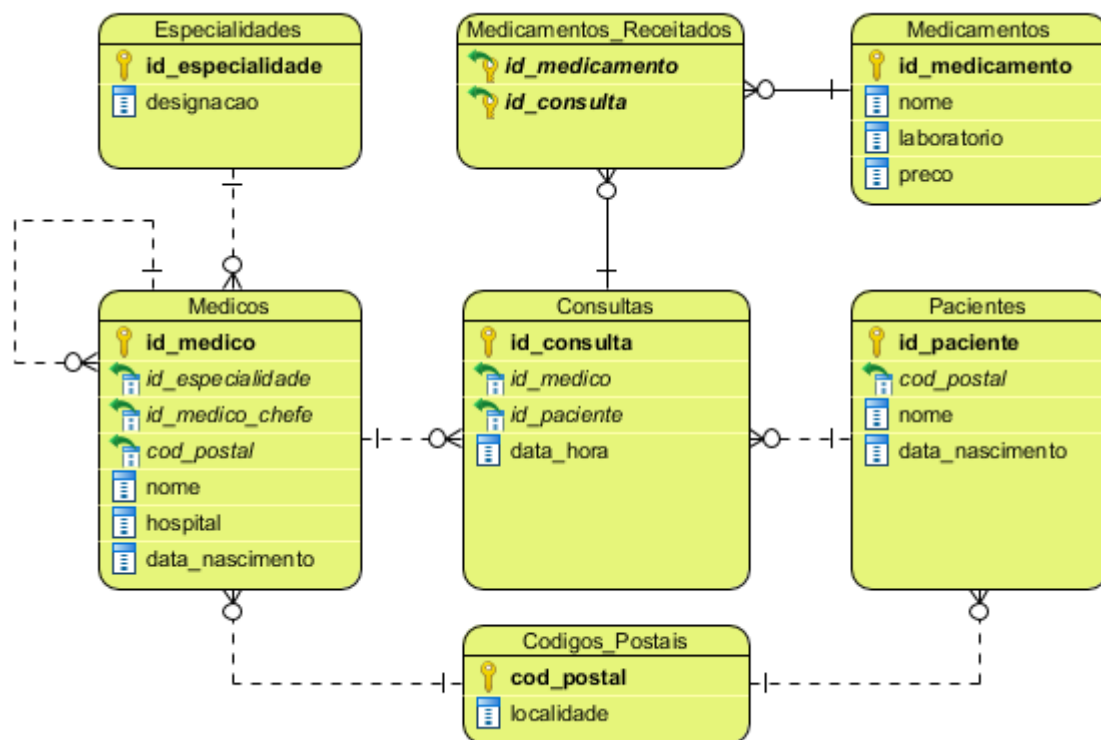 Especialidades
id_especialidade
designacao
Medicamentos_Receitados
id_medicamento
id_consulta
Medicamentos
id_medicamento
nome
laboratorio
preco
Medicos
id_medico
id_especialidade
id_medico_chefe
cod_postal
nome
hospital
data_nascimento
Consultas
id_consulta
id_medico
id_paciente
data_hora
Pacientes
id_paciente
cod_postal
nome
data_nascimento
Codigos_Postais
cod_postal
localidade